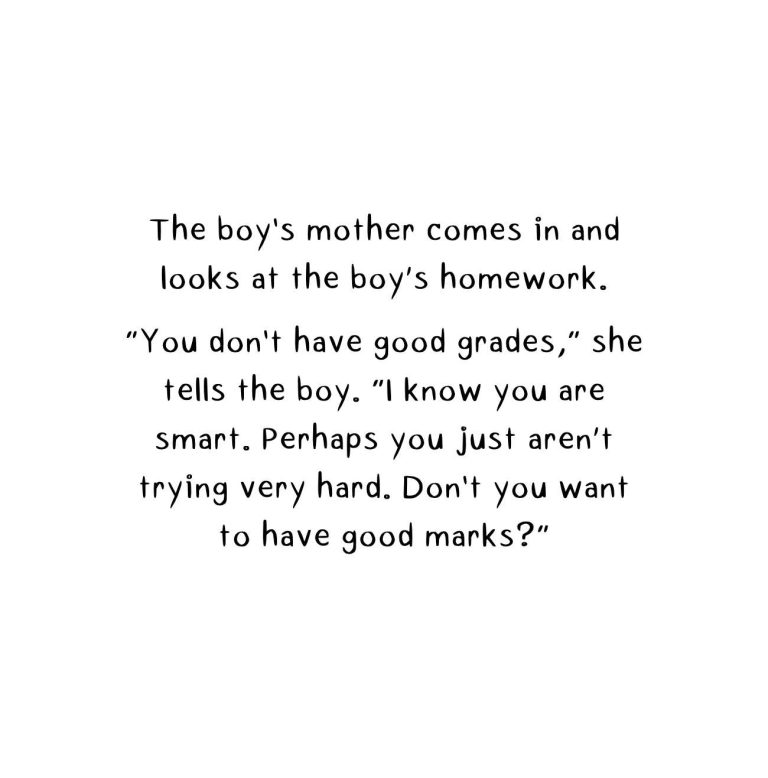 The boy's mother comes in and
looks at the boy's homework.
"You don't have good grades," she
tells the boy. "I know you are
smart. Perhaps you just aren't
trying very hard. Don't you want
to have good marks?"